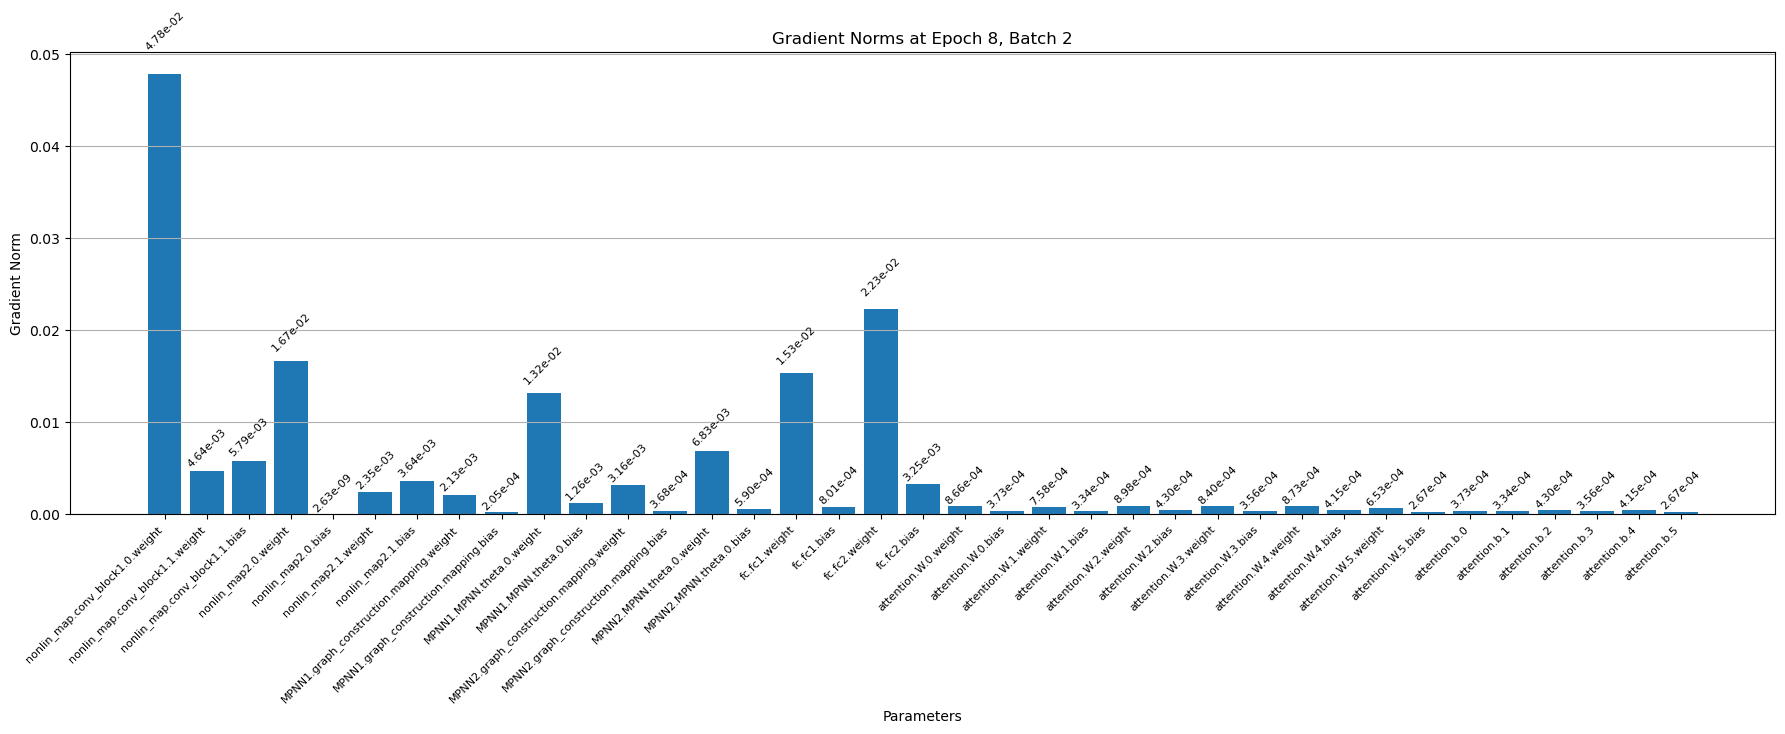 Gradient Norms at Epoch 8, Batch 2
Gradient Norm
0.05
0.04
0.03
0.02
0.01
0.00
4.78e-02
4.64e-03
5.79e-03
1.67e-02
2.63e-09
2.35e-03
3.64e-03
2.13e-03
2.05e-04
1.32e-02
1.26e-03
3.16e-03
3.68e-04
6.83e-03
5.90e-04
1.53e-02
8.01e-04
2.23e-02
3.25e-03
8.66e-04
3.73e-04
7.58e-04
3.34e-04
8.98e-04
4.30e-04
8.40e-04
3.56e-04
8.73e-04
4.15e-04
6.53e-04
2.67e-04
3.73e-04
3.34e-04
4.30e-04
3.56e-04
4.15e-04
2.67e-04
nonlin_map.conv_block1.0.weight
nonlin_map.conv_block1.1.weight
nonlin_map.conv_block1.1.bias
nonlin_map2.0.weight
nonlin_map2.0.bias
nonlin_map2.1.weight
nonlin_map2.1.bias
MPNN1.graph_construction.mapping.weight
MPNN1.graph_construction.mapping.bias
MPNN1.MPNN.theta.0.weight
MPNN1.MPNN.theta.0.bias
MPNN2.graph_construction.mapping.weight
MPNN2.graph_construction.mapping.bias
MPNN2.MPNN.theta.0.weight
MPNN2.MPNN.theta.0.bias
fc.fc1.weight
fc.fc1.bias
fc.fc2.weight
fc.fc2.bias
attention.W.0.weight
attention.W.0.bias
attention.W.1.weight
attention.W.1.bias
attention.W.2.weight
attention.W.2.bias
attention.W.3.weight
attention.W.3.bias
attention.W.4.weight
attention.W.4.bias
attention.W.5.weight
attention.W.5.bias
attention.b.0
attention.b.1
attention.b.2
attention.b.3
attention.b.4
attention.b.5
Parameters